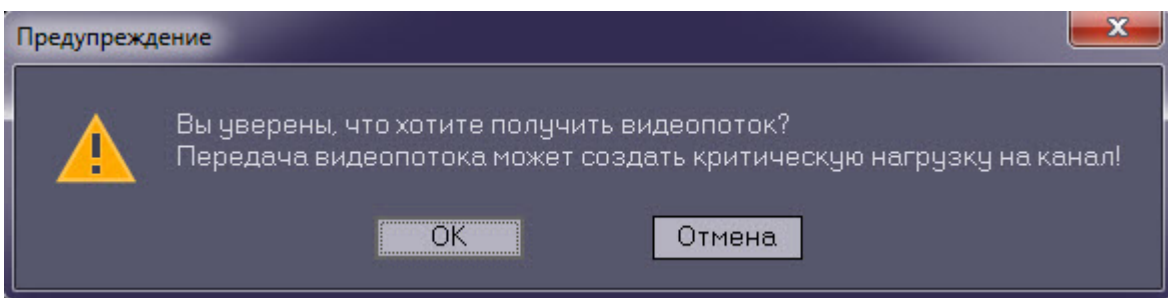 Предупреждение
Вы уверены, что хотите получить видеопоток?
Передача видеопотока может создать критическую нагрузку на канал!
OK
Отмена